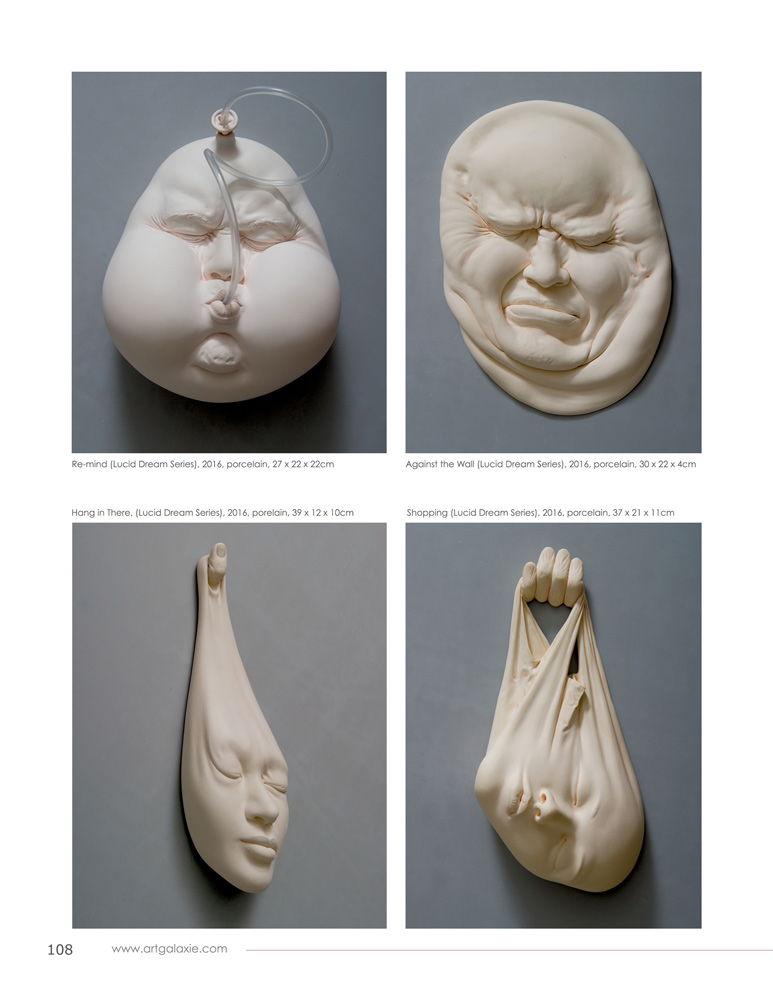 Re-mind (Lucid Dream Series), 2016, porcelain, 27 x 22 x 22cm
Against the Wall (Lucid Dream Series), 2016, porcelain, 30 x 22 x 4cm
Hang in There, (Lucid Dream Series), 2016, porelain, 39 x 12 x 10cm
Shopping (Lucid Dream Series), 2016, porcelain, 37 x 21 x 11cm
108
www.artgalaxie.com